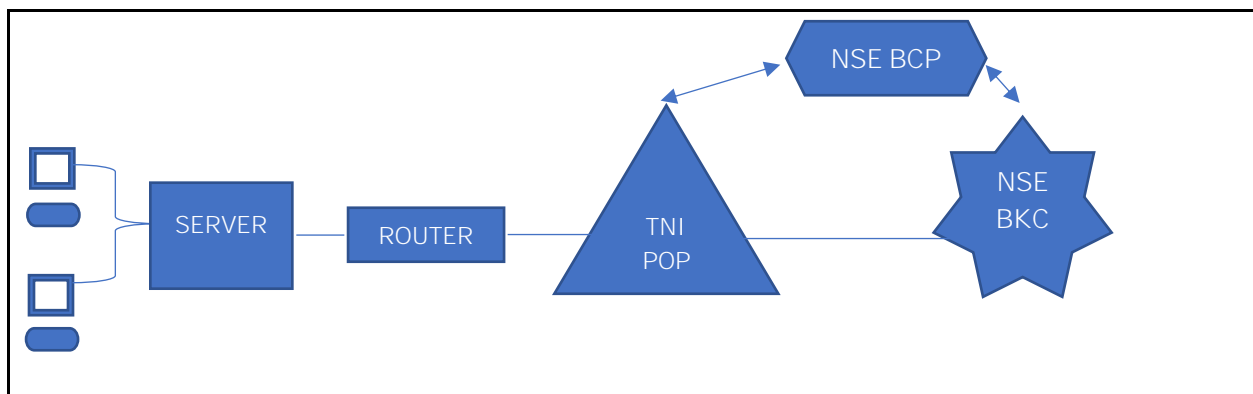 NSE BCP
SERVER
ROUTER
TNI
POP
NSE
BKC